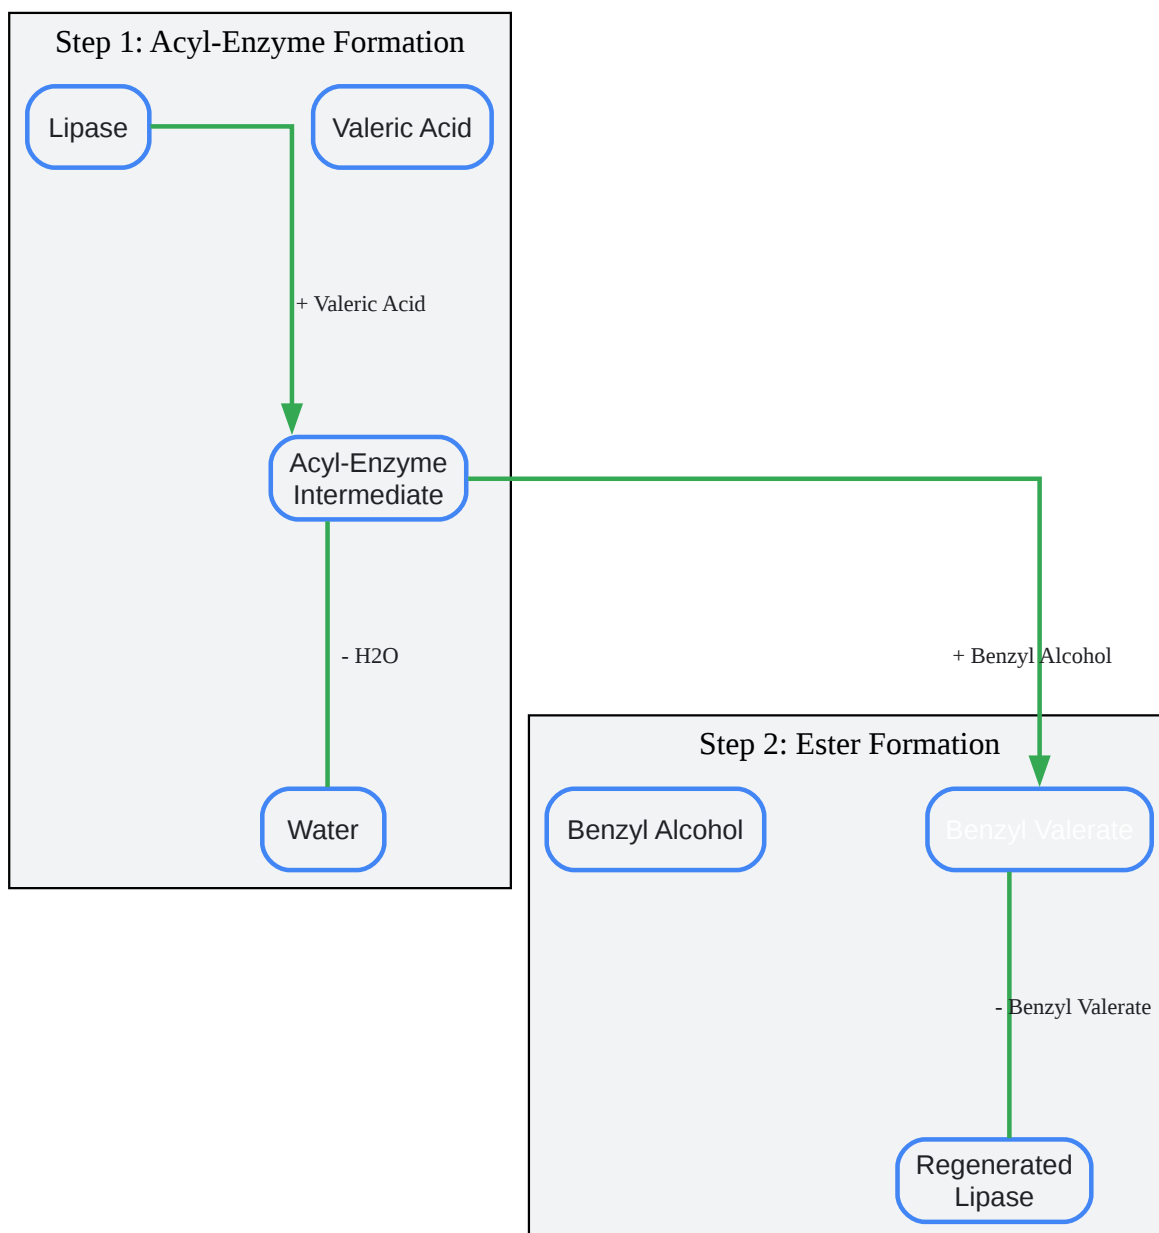 Step 1: Acyl-Enzyme Formation
Lipase
Valeric Acid
+ Valeric Acid
Acyl-Enzyme
Intermediate
- H2O
+ Benzyl Alcohol
Step 2: Ester Formation
Water
Benzyl Alcohol
Benzyl Valerate
- Benzyl Valerate
Regenerated
Lipase